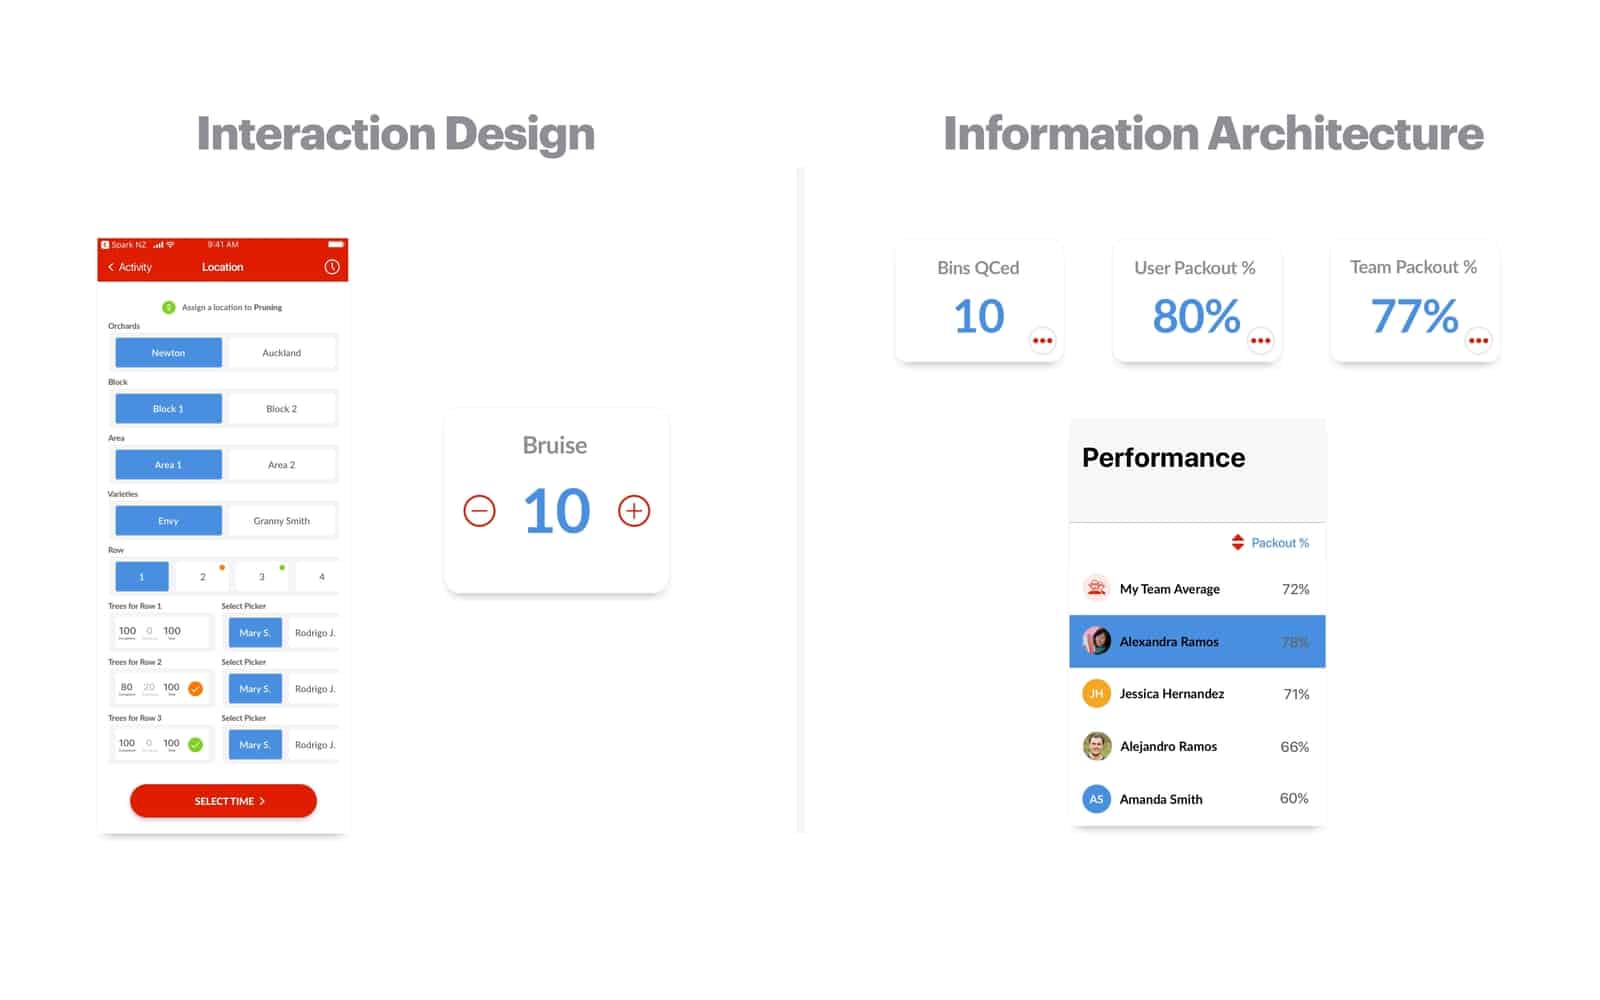 Interaction Design
Information Architecture
Spark NZ
9:41 AM
Activity
Location
Assign a location to Pruning
Orchards
Newton
Auckland
Block
Block 1
Block 2
Area
Area 1
Area 2
Varieties
Envy
Granny Smith
Row
1
2
3
4
Trees for Row 1
Select Picker
100 0 100
Mary S.
Rodrigo J.
Trees for Row 2
Select Picker
80 20 100
Mary S.
Rodrigo J.
Trees for Row 3
Select Picker
100 0 100
Mary S.
Rodrigo J.
SELECT TIME
Bruise
10
Bins QCed
10
User Packout %
80%
Team Packout %
77%
Performance
Packout %
My Team Average 72%
Alexandra Ramos 78%
JH Jessica Hernandez 71%
Alejandro Ramos 66%
AS Amanda Smith 60%